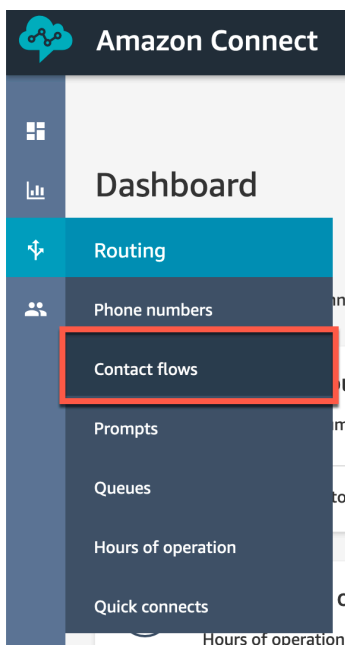 Amazon Connect
Dashboard
Routing
Phone numbers
Contact flows
Prompts
Queues
Hours of operation
Quick connects
Hours of operation